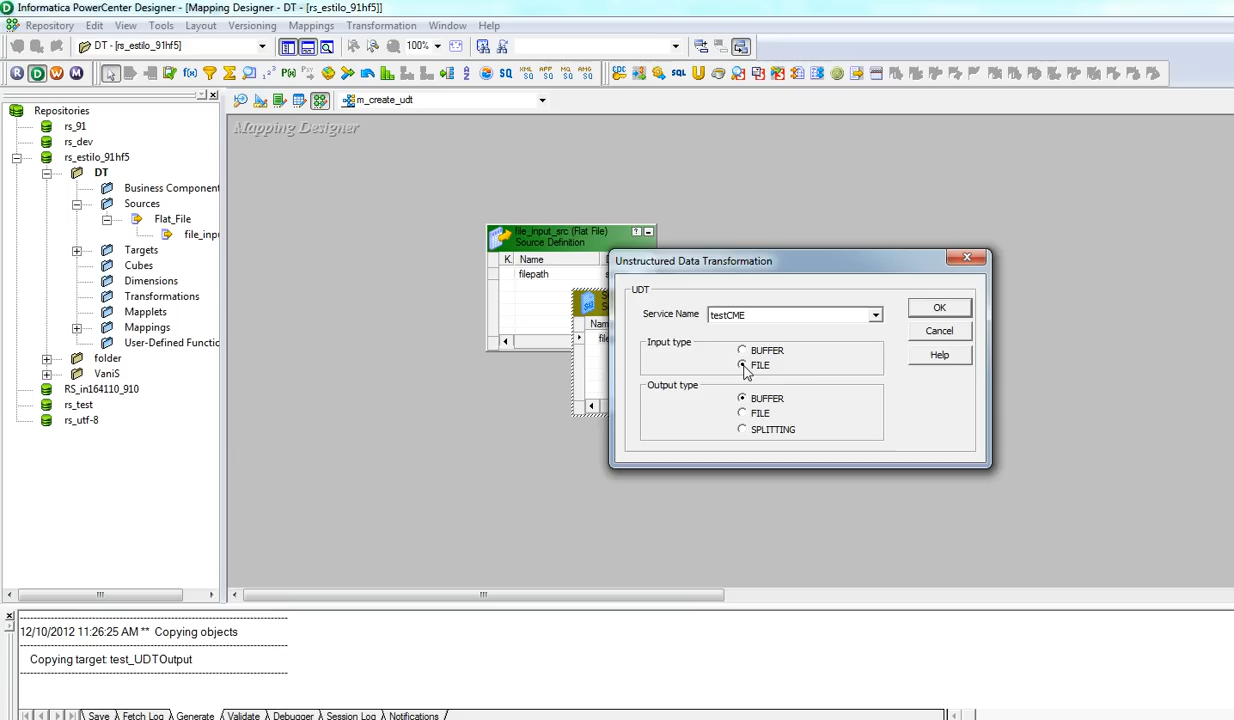 Informatica PowerCenter Designer - [Mapping Designer - DT - [rs_estilo_91hf5]]
Repository Edit View Tools Layout Versioning Mappings Transformation Window Help
DT - [rs_estilo_91hf5] 100%
m_create_udt
Repositories
rs_91
rs_dev
rs_estilo_91hf5
DT
Business Component
Sources
Flat_File
file_inpu
Targets
Cubes
Dimensions
Transformations
Mapplets
Mappings
User-Defined Functio
folder
VaniS
RS_in164110_910
rs_test
rs_utf-8
Mapping Designer
file_input_src (Flat File)
Source Definition
K Name
filepath
Unstructured Data Transformation
UDT
Service Name testCME
Input type
BUFFER
FILE
Output type
BUFFER
FILE
SPLITTING
OK
Cancel
Help
12/10/2012 11:26:25 AM ** Copying objects
Copying target: test_UDTOutput
Save Fetch Log Generate Validate Debugger Session Log Notifications